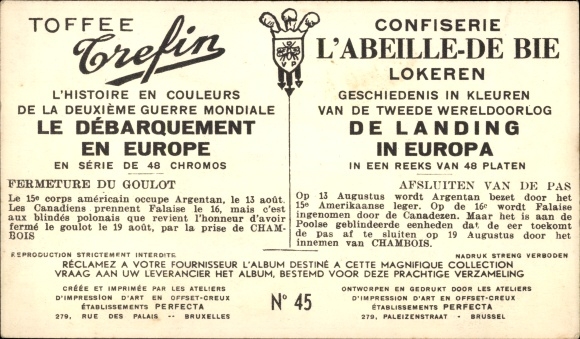 TOFFEE
Trefin
L'HISTOIRE EN COULEURS
DE LA DEUXIÈME GUERRE MONDIALE
LE DÉBARQUEMENT
EN EUROPE
EN SÉRIE DE 48 CHROMOS
FERMETURE DU GOULOT
Le 15e corps américain occupe Argentan, le 13 août.
Les Canadiens prennent Falaise le 16, mais c'est
aux blindés polonais que revient l'honneur d'avoir
fermé le goulot le 19 août, par la prise de CHAM-
BOIS
V P
CONFISERIE
L'ABEILLE-DE BIE
LOKEREN
GESCHIEDENIS IN KLEUREN
VAN DE TWEEDE WERELDOORLOG
DE LANDING
IN EUROPA
IN EEN REEKS VAN 48 PLATEN
AFSLUITEN VAN DE PAS
Op 13 Augustus wordt Argentan bezet door het
15e Amerikaanse leger. Op de 16e wordt Falaise
ingenomen door de Canadezen. Maar het is aan de
Poolse geblindeerde eenheden dat de eer toekomt
de pas af te sluiten op 19 Augustus door het
innemen van CHAMBOIS.
REPRODUCTION STRICTEMENT INTERDITE
NADRUK STRENG VERBODEN
RÉCLAMEZ A VOTRE FOURNISSEUR L'ALBUM DESTINÉ A CETTE MAGNIFIQUE COLLECTION
VRAAG AAN UW LEVERANCIER HET ALBUM, BESTEMD VOOR DEZE PRACHTIGE VERZAMELING
CRÉÉE ET IMPRIMÉE PAR LES ATELIERS
D'IMPRESSION D'ART EN OFFSET-CREUX
ÉTABLISSEMENTS PERFECTA
279, RUE DES PALAIS -- BRUXELLES
N° 45
ONTWORPEN EN GEDRUKT DOOR LES ATELIERS
D'IMPRESSION D'ART EN OFFSET-CREUX
ÉTABLISSEMENTS PERFECTA
279, PALEIZENSTRAAT - BRUSSEL